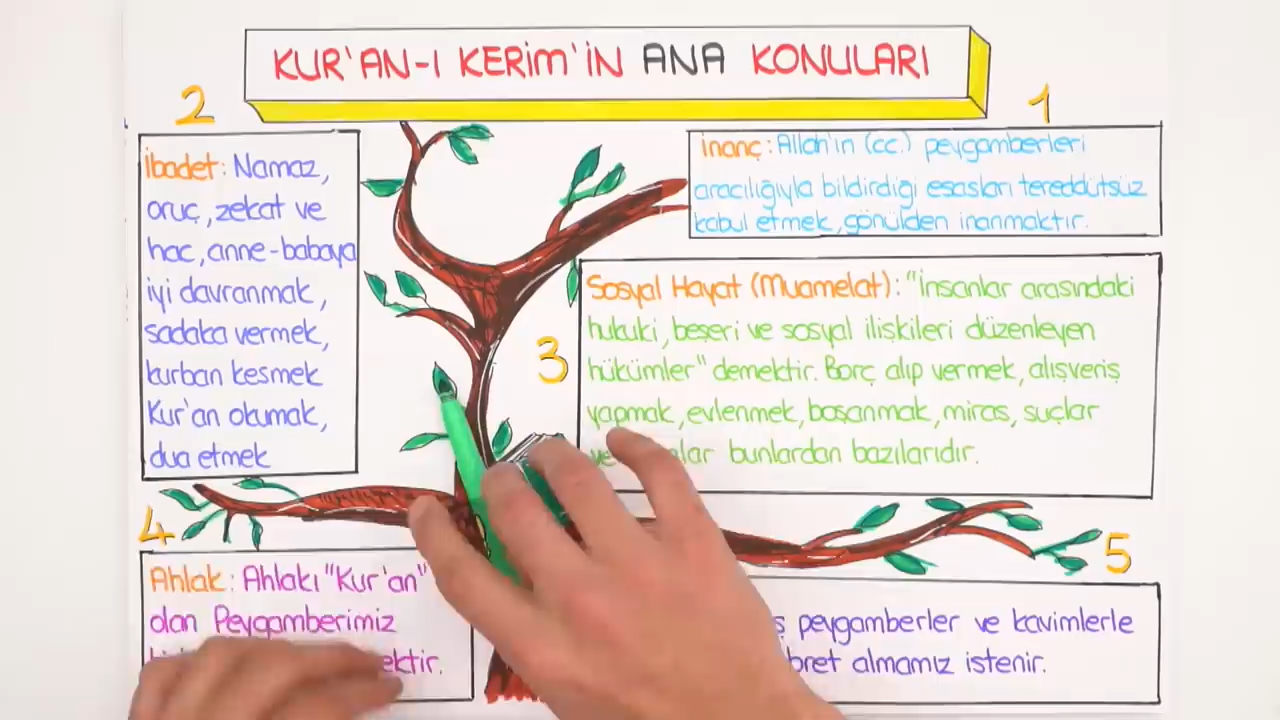 KUR'AN-I KERİM'İN ANA KONULARI
1
İnanç: Allah'ın (cc.) peygamberleri
aracılığıyla bildirdiği esasları tereddütsüz
kabul etmek, gönülden inanmaktır.
2
İbadet: Namaz,
oruç, zekat ve
hac, anne-babaya
iyi davranmak,
sadaka vermek,
kurban kesmek
Kur'an okumak,
dua etmek
3
Sosyal Hayat (Muamelat): "İnsanlar arasındaki
hukuki, beşeri ve sosyal ilişkileri düzenleyen
hükümler" demektir. Borç alıp vermek, alışveriş
yapmak, evlenmek, boşanmak, miras, suçlar
bunlardan bazılarıdır.
4
Ahlak: Ahlakı "Kur'an"
olan Peygamberimiz
5
peygamberler ve kavimlerle
almamız istenir.